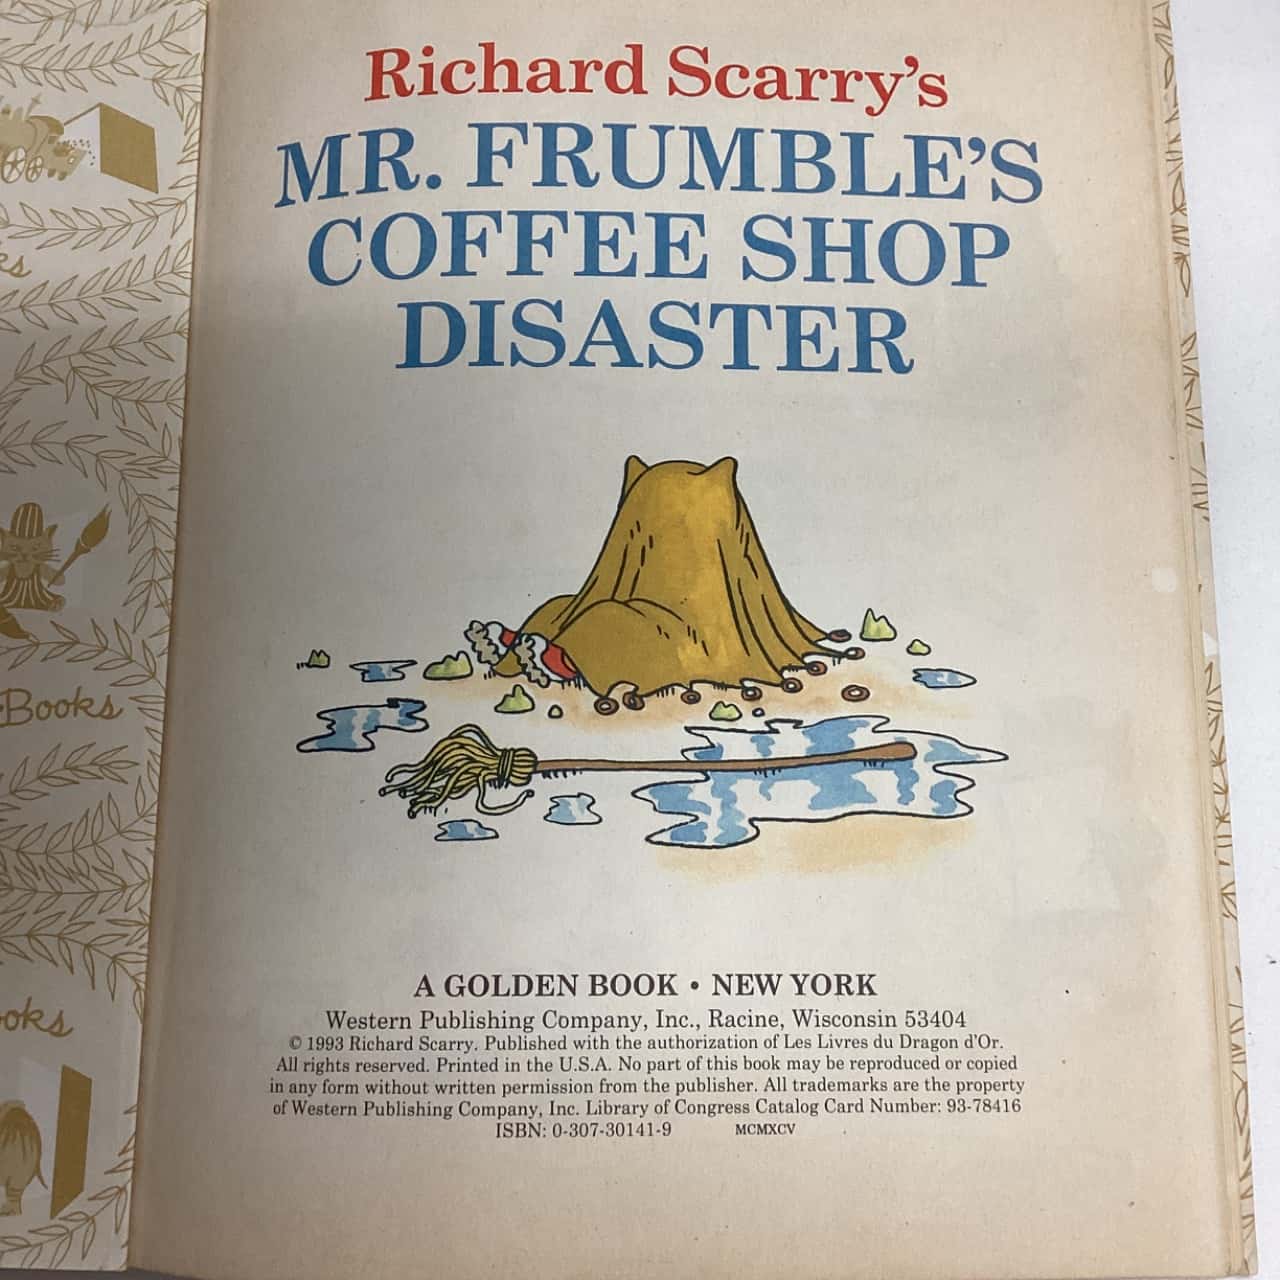 Richard Scarry's
MR. FRUMBLE'S
COFFEE SHOP
DISASTER
A GOLDEN BOOK • NEW YORK
Western Publishing Company, Inc., Racine, Wisconsin 53404
© 1993 Richard Scarry. Published with the authorization of Les Livres du Dragon d'Or.
All rights reserved. Printed in the U.S.A. No part of this book may be reproduced or copied
in any form without written permission from the publisher. All trademarks are the property
of Western Publishing Company, Inc. Library of Congress Catalog Card Number: 93-78416
ISBN: 0-307-30141-9 MCMXCV
Books